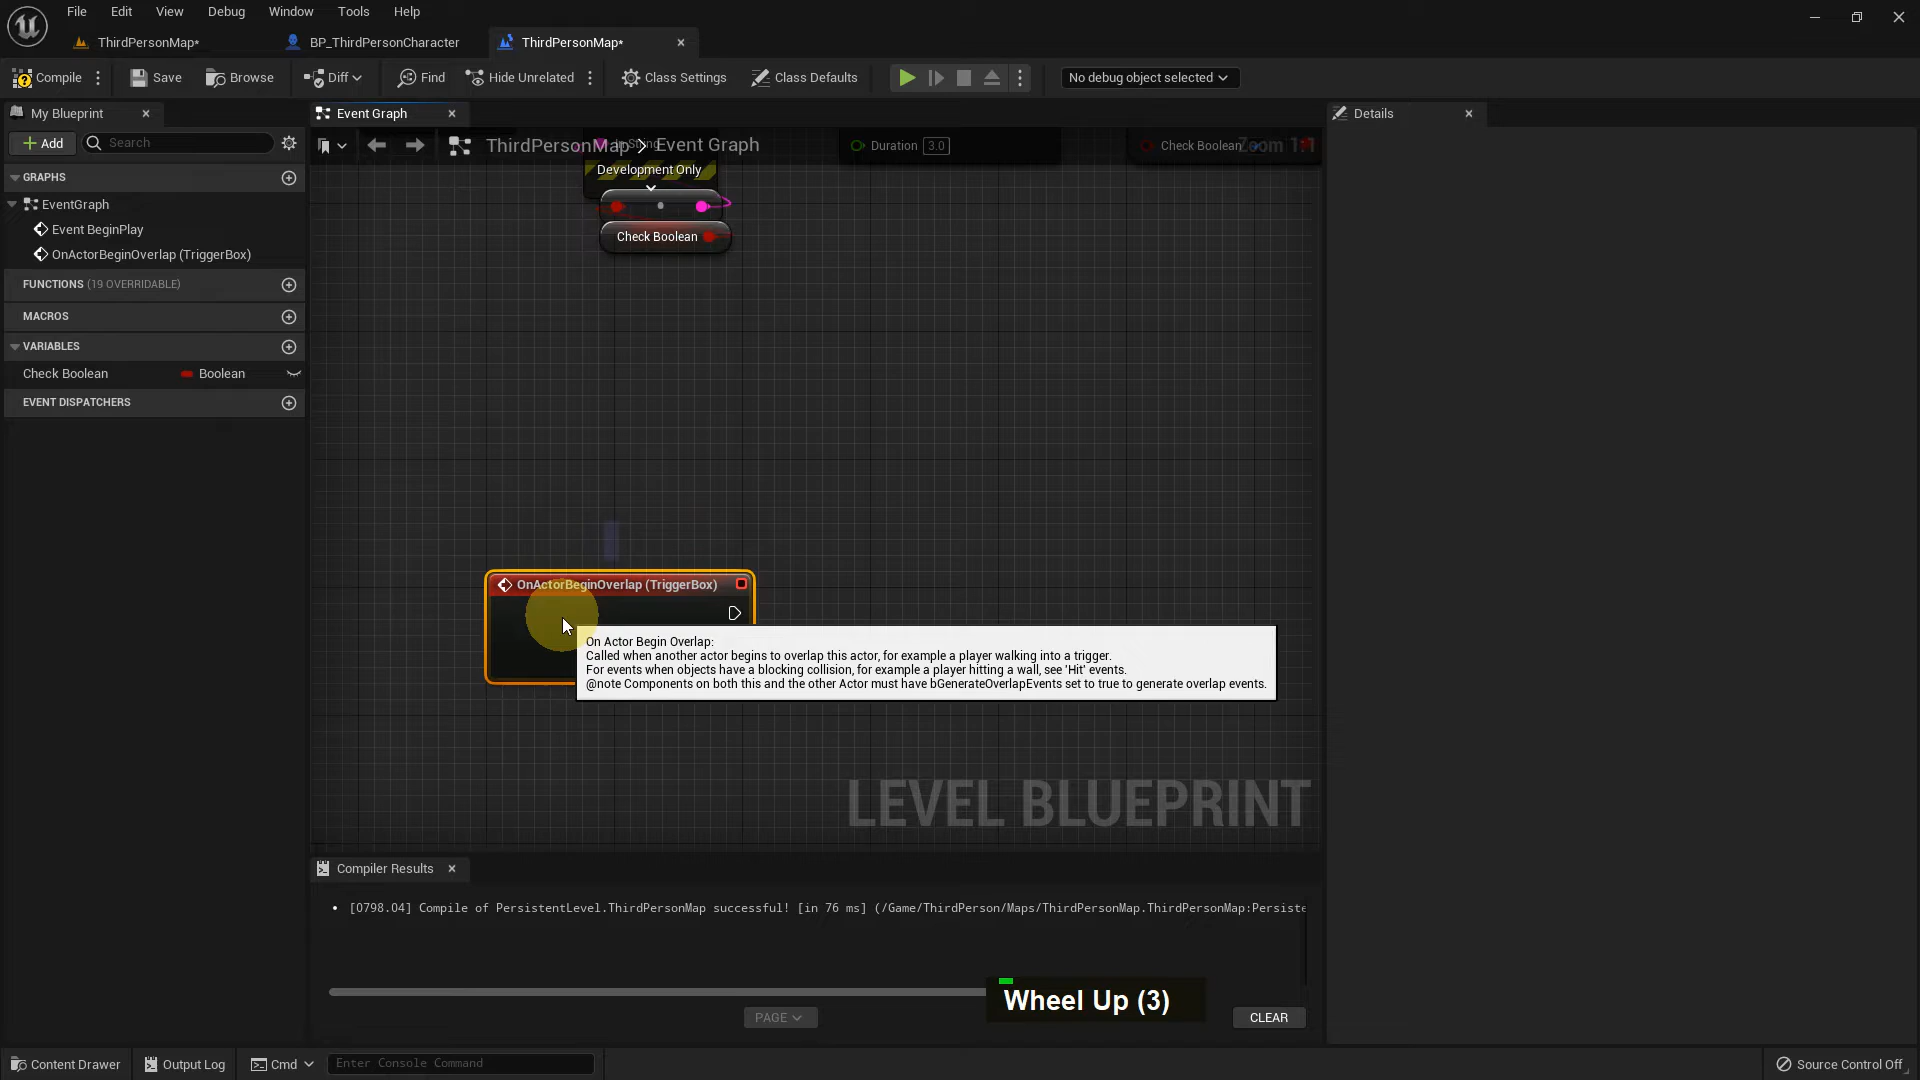 File Edit View Debug Window Tools Help
ThirdPersonMap* BP_ThirdPersonCharacter ThirdPersonMap*
Compile Save Browse Diff Find Hide Unrelated Class Settings Class Defaults No debug object selected
My Blueprint Event Graph Details
Add Search
ThirdPersonMap > Event Graph
Duration 3.0
Check Boolean
Zoom 1:1
Development Only
GRAPHS
EventGraph
Event BeginPlay
Check Boolean
OnActorBeginOverlap (TriggerBox)
FUNCTIONS (19 OVERRIDABLE)
MACROS
VARIABLES
Check Boolean Boolean
EVENT DISPATCHERS
OnActorBeginOverlap (TriggerBox)
On Actor Begin Overlap:
Called when another actor begins to overlap this actor, for example a player walking into a trigger.
For events when objects have a blocking collision, for example a player hitting a wall, see 'Hit' events.
@note Components on both this and the other Actor must have bGenerateOverlapEvents set to true to generate overlap events.
LEVEL BLUEPRINT
Compiler Results
[0798.04] Compile of PersistentLevel.ThirdPersonMap successful! [in 76 ms] (/Game/ThirdPerson/Maps/ThirdPersonMap.ThirdPersonMap:Persiste
Wheel Up (3)
PAGE CLEAR
Content Drawer Output Log Cmd Enter Console Command Source Control Off